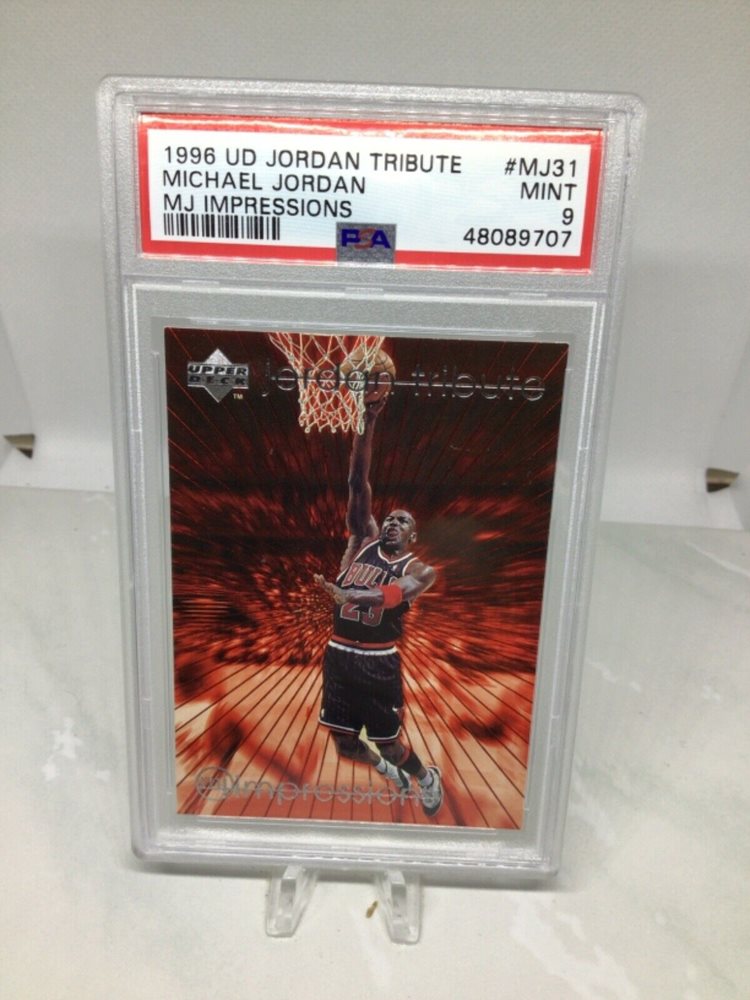 1996 UD JORDAN TRIBUTE #MJ31
MICHAEL JORDAN MINT
MJ IMPRESSIONS 9
PSA 48089707
UPPER DECK TM jordan tribute
BULLS
23
impressions